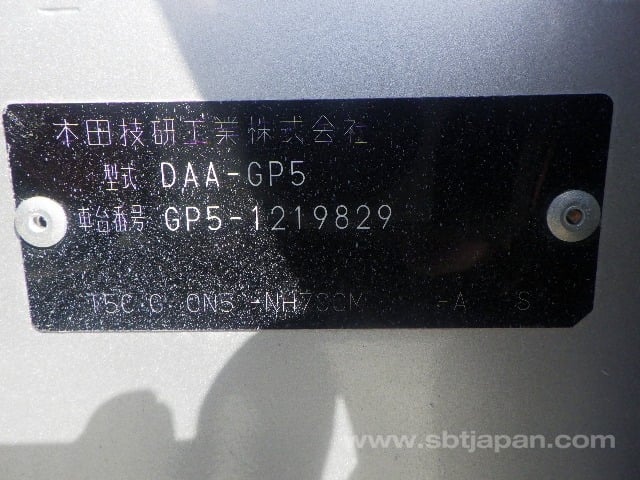 本田技研工業株式会社
型式 DAA-GP5
車台番号 GP5-1219829
-A S
www.sbtjapan.com